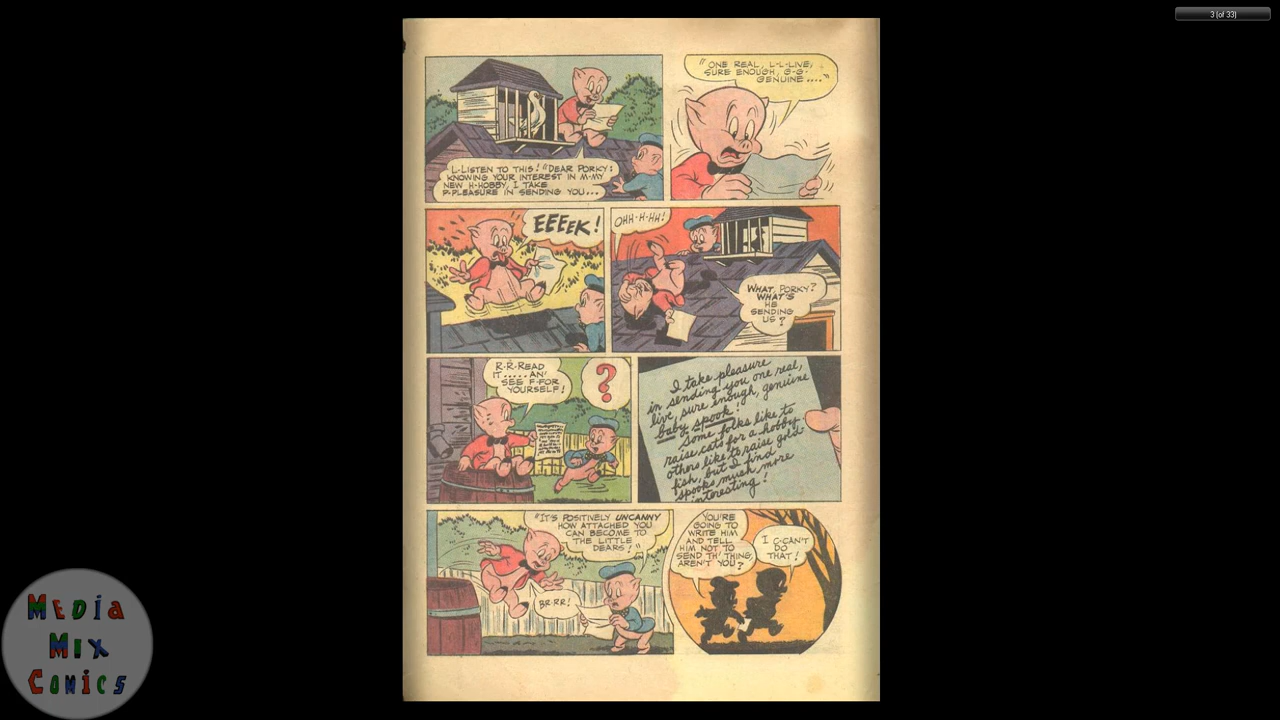 3 (of 33)
L-LISTEN TO THIS! "DEAR PORKY:
KNOWING YOUR INTEREST IN M-MY
NEW H-HOBBY, I TAKE
P-PLEASURE IN SENDING YOU...
"ONE REAL, L-L-LIVE,
SURE ENOUGH, G-G-
GENUINE...."
EEEEK!
OHH-H-HH!
WHAT, PORKY?
WHAT'S
HE
SENDING
US?
R-R-READ
IT.....AN'
SEE F-FOR
YOURSELF!
?
I take pleasure
in sending you one real,
live, sure enough, genuine
baby spook!
Some folks like to
raise cats for a hobby
others like to raise gold
fish, but I find
spooks much more
interesting!
"IT'S POSITIVELY UNCANNY
HOW ATTACHED YOU
CAN BECOME TO
THE LITTLE
DEARS!"
BR-RR!
YOU'RE
GOING TO
WRITE HIM
AND TELL
HIM NOT TO
SEND TH' THING,
AREN'T YOU?
I C-CAN'T
DO
THAT!
MEDiA
MiX
COMiCS